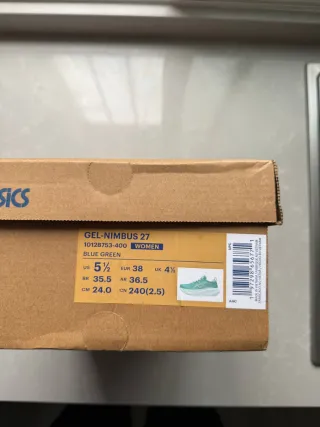 SICS
GEL-NIMBUS 27
1012B753-400 WOMEN
BLUE GREEN
US 5½ EUR 38 UK 4½
BR 35.5 36.5
CM 24.0 CN 240(2.5)